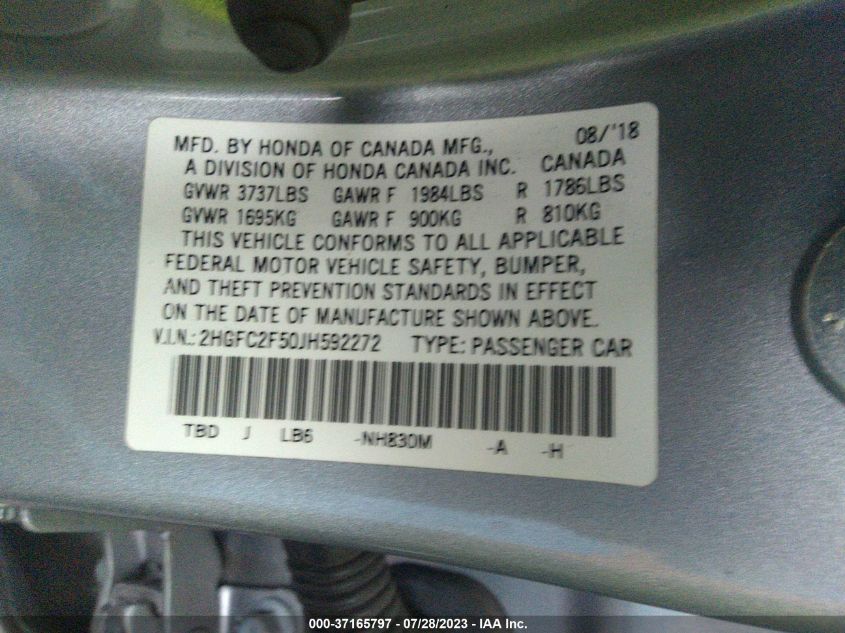 MFD. BY HONDA OF CANADA MFG., 08/'18
A DIVISION OF HONDA CANADA INC. CANADA
GVWR 3737LBS GAWR F 1984LBS R 1786LBS
GVWR 1695KG GAWR F 900KG R 810KG
THIS VEHICLE CONFORMS TO ALL APPLICABLE
FEDERAL MOTOR VEHICLE SAFETY, BUMPER,
AND THEFT PREVENTION STANDARDS IN EFFECT
ON THE DATE OF MANUFACTURE SHOWN ABOVE.
V.I.N.: 2HGFC2F50JH592272 TYPE: PASSENGER CAR
TBD J LB6 -NH830M -A -H
000-37165797 / 07/28/2023 - IAA Inc.